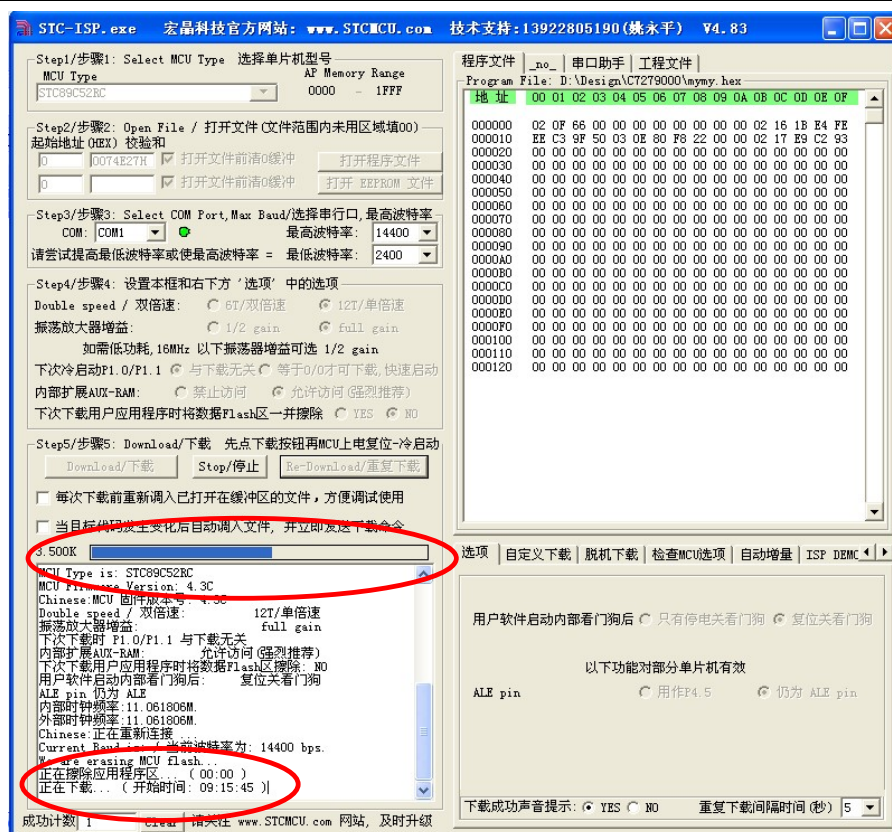 STC-ISP.exe 宏晶科技官方网站: www.STCMCU.com 技术支持:13922805190(姚永平) V4.83
Step1/步骤1: Select MCU Type 选择单片机型号
MCU Type AP Memory Range
STC89C52RC 0000 - 1FFF
Step2/步骤2: Open File / 打开文件(文件范围内未用区域填00)
起始地址(HEX) 校验和
0 0074E27H 打开文件前清0缓冲 打开程序文件
0 打开文件前清0缓冲 打开 EEPROM 文件
Step3/步骤3: Select COM Port,Max Baud/选择串行口,最高波特率
COM: COM1 最高波特率: 14400
请尝试提高最低波特率或使最高波特率 = 最低波特率: 2400
Step4/步骤4: 设置本框和右下方 '选项' 中的选项
Double speed / 双倍速: 6T/双倍速 12T/单倍速
振荡放大器增益: 1/2 gain full gain
如需低功耗,16MHz 以下振荡器增益可选 1/2 gain
下次冷启动P1.0/P1.1 与下载无关 等于0/0才可下载,快速启动
内部扩展AUX-RAM: 禁止访问 允许访问(强烈推荐)
下次下载用户应用程序时将数据Flash区一并擦除 YES NO
Step5/步骤5: Download/下载 先点下载按钮再MCU上电复位-冷启动
Download/下载 Stop/停止 Re-Download/重复下载
每次下载前重新调入已打开在缓冲区的文件，方便调试使用
当目标代码发生变化后自动调入文件，并立即发送下载命令
3.500K
MCU Type is: STC89C52RC
MCU Firmware Version: 4.3C
Chinese:MCU 固件版本号: 4.3C
Double speed / 双倍速: 12T/单倍速
振荡放大器增益: full gain
下次下载时 P1.0/P1.1 与下载无关
内部扩展AUX-RAM: 允许访问(强烈推荐)
下次下载用户应用程序时将数据Flash区擦除: NO
用户软件启动内部看门狗后: 复位关看门狗
ALE pin 仍为 ALE
内部时钟频率:11.061806M.
外部时钟频率:11.061806M.
Chinese:正在重新连接 ...
Current Baud is: / 当前波特率为: 14400 bps.
We are erasing MCU flash...
正在擦除应用程序区... ( 00:00 )
正在下载... ( 开始时间: 09:15:45 )
成功计数 1 Clear 请关注 www.STCMCU.com 网站, 及时升级
程序文件 _no_ 串口助手 工程文件
Program File: D:\Design\C7279000\mymy.hex
地 址 00 01 02 03 04 05 06 07 08 09 0A 0B 0C 0D 0E 0F
000000 02 0F 66 00 00 00 00 00 00 00 00 02 16 1B E4 FE
000010 EE C3 9F 50 03 0E 80 F8 22 00 00 02 17 E9 C2 93
000020 00 00 00 00 00 00 00 00 00 00 00 00 00 00 00 00
000030 00 00 00 00 00 00 00 00 00 00 00 00 00 00 00 00
000040 00 00 00 00 00 00 00 00 00 00 00 00 00 00 00 00
000050 00 00 00 00 00 00 00 00 00 00 00 00 00 00 00 00
000060 00 00 00 00 00 00 00 00 00 00 00 00 00 00 00 00
000070 00 00 00 00 00 00 00 00 00 00 00 00 00 00 00 00
000080 00 00 00 00 00 00 00 00 00 00 00 00 00 00 00 00
000090 00 00 00 00 00 00 00 00 00 00 00 00 00 00 00 00
0000A0 00 00 00 00 00 00 00 00 00 00 00 00 00 00 00 00
0000B0 00 00 00 00 00 00 00 00 00 00 00 00 00 00 00 00
0000C0 00 00 00 00 00 00 00 00 00 00 00 00 00 00 00 00
0000D0 00 00 00 00 00 00 00 00 00 00 00 00 00 00 00 00
0000E0 00 00 00 00 00 00 00 00 00 00 00 00 00 00 00 00
0000F0 00 00 00 00 00 00 00 00 00 00 00 00 00 00 00 00
000100 00 00 00 00 00 00 00 00 00 00 00 00 00 00 00 00
000110 00 00 00 00 00 00 00 00 00 00 00 00 00 00 00 00
000120 00 00 00 00 00 00 00 00 00 00 00 00 00 00 00 00
选项 自定义下载 脱机下载 检查MCU选项 自动增量 ISP DEMO
用户软件启动内部看门狗后 只有停电关看门狗 复位关看门狗
以下功能对部分单片机有效
ALE pin 用作P4.5 仍为 ALE pin
下载成功声音提示: YES NO 重复下载间隔时间(秒) 5